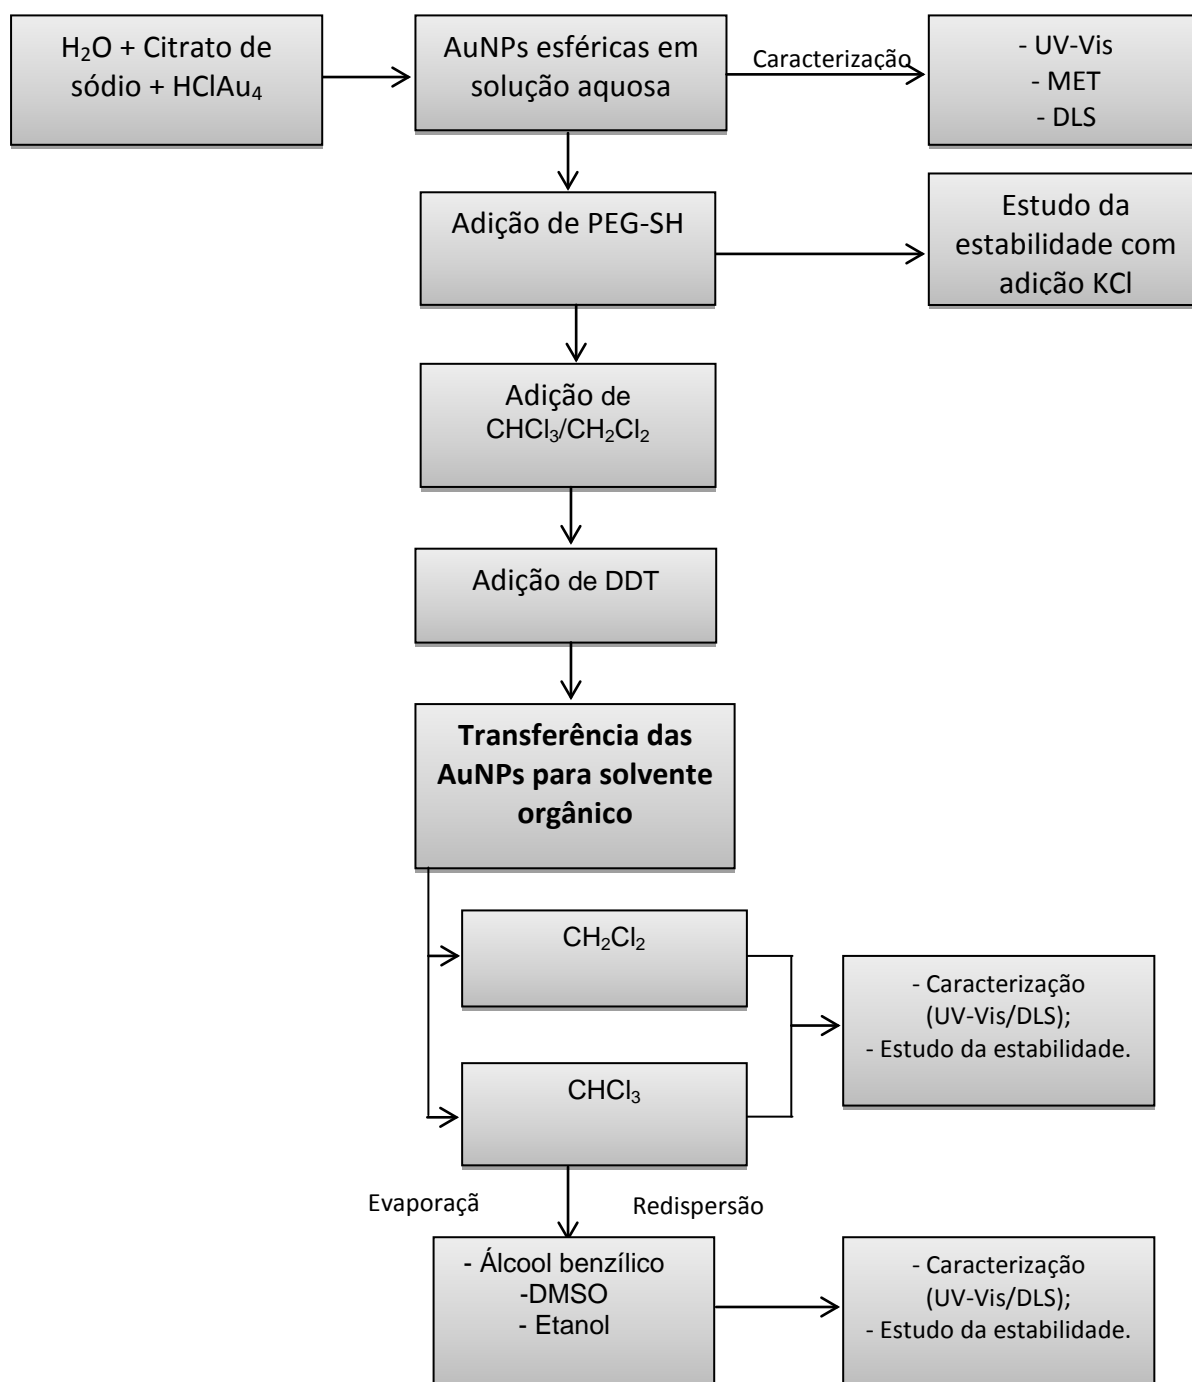 H₂O + Citrato de
sódio + HClAu₄
AuNPs esféricas em
solução aquosa
Caracterização
- UV-Vis
- MET
- DLS
Adição de PEG-SH
Estudo da
estabilidade com
adição KCl
Adição de
CHCl₃/CH₂Cl₂
Adição de DDT
Transferência das
AuNPs para solvente
orgânico
CH₂Cl₂
- Caracterização
(UV-Vis/DLS);
- Estudo da estabilidade.
CHCl₃
Evaporaçã
Redispersão
- Álcool benzílico
-DMSO
- Etanol
- Caracterização
(UV-Vis/DLS);
- Estudo da estabilidade.